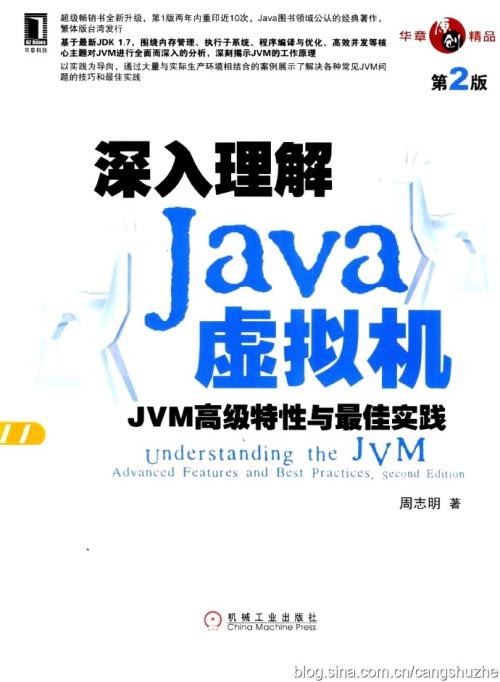 华章科技
超级畅销书全新升级，第1版两年内重印近10次，Java图书领域公认的经典著作，
繁体版台湾发行
基于最新JDK 1.7，围绕内存管理、执行子系统、程序编译与优化、高效并发等核
心主题对JVM进行全面而深入的分析，深刻揭示JVM的工作原理
以实践为导向，通过大量与实际生产环境相结合的案例展示了解决各种常见JVM问
题的技巧和最佳实践
华章 原创 精品
第2版
深入理解
Java
虚拟机
JVM高级特性与最佳实践
Understanding the JVM
Advanced Features and Best Practices, Second Edition
周志明 著
机械工业出版社
China Machine Press
blog.sina.com.cn/cangshuzhe